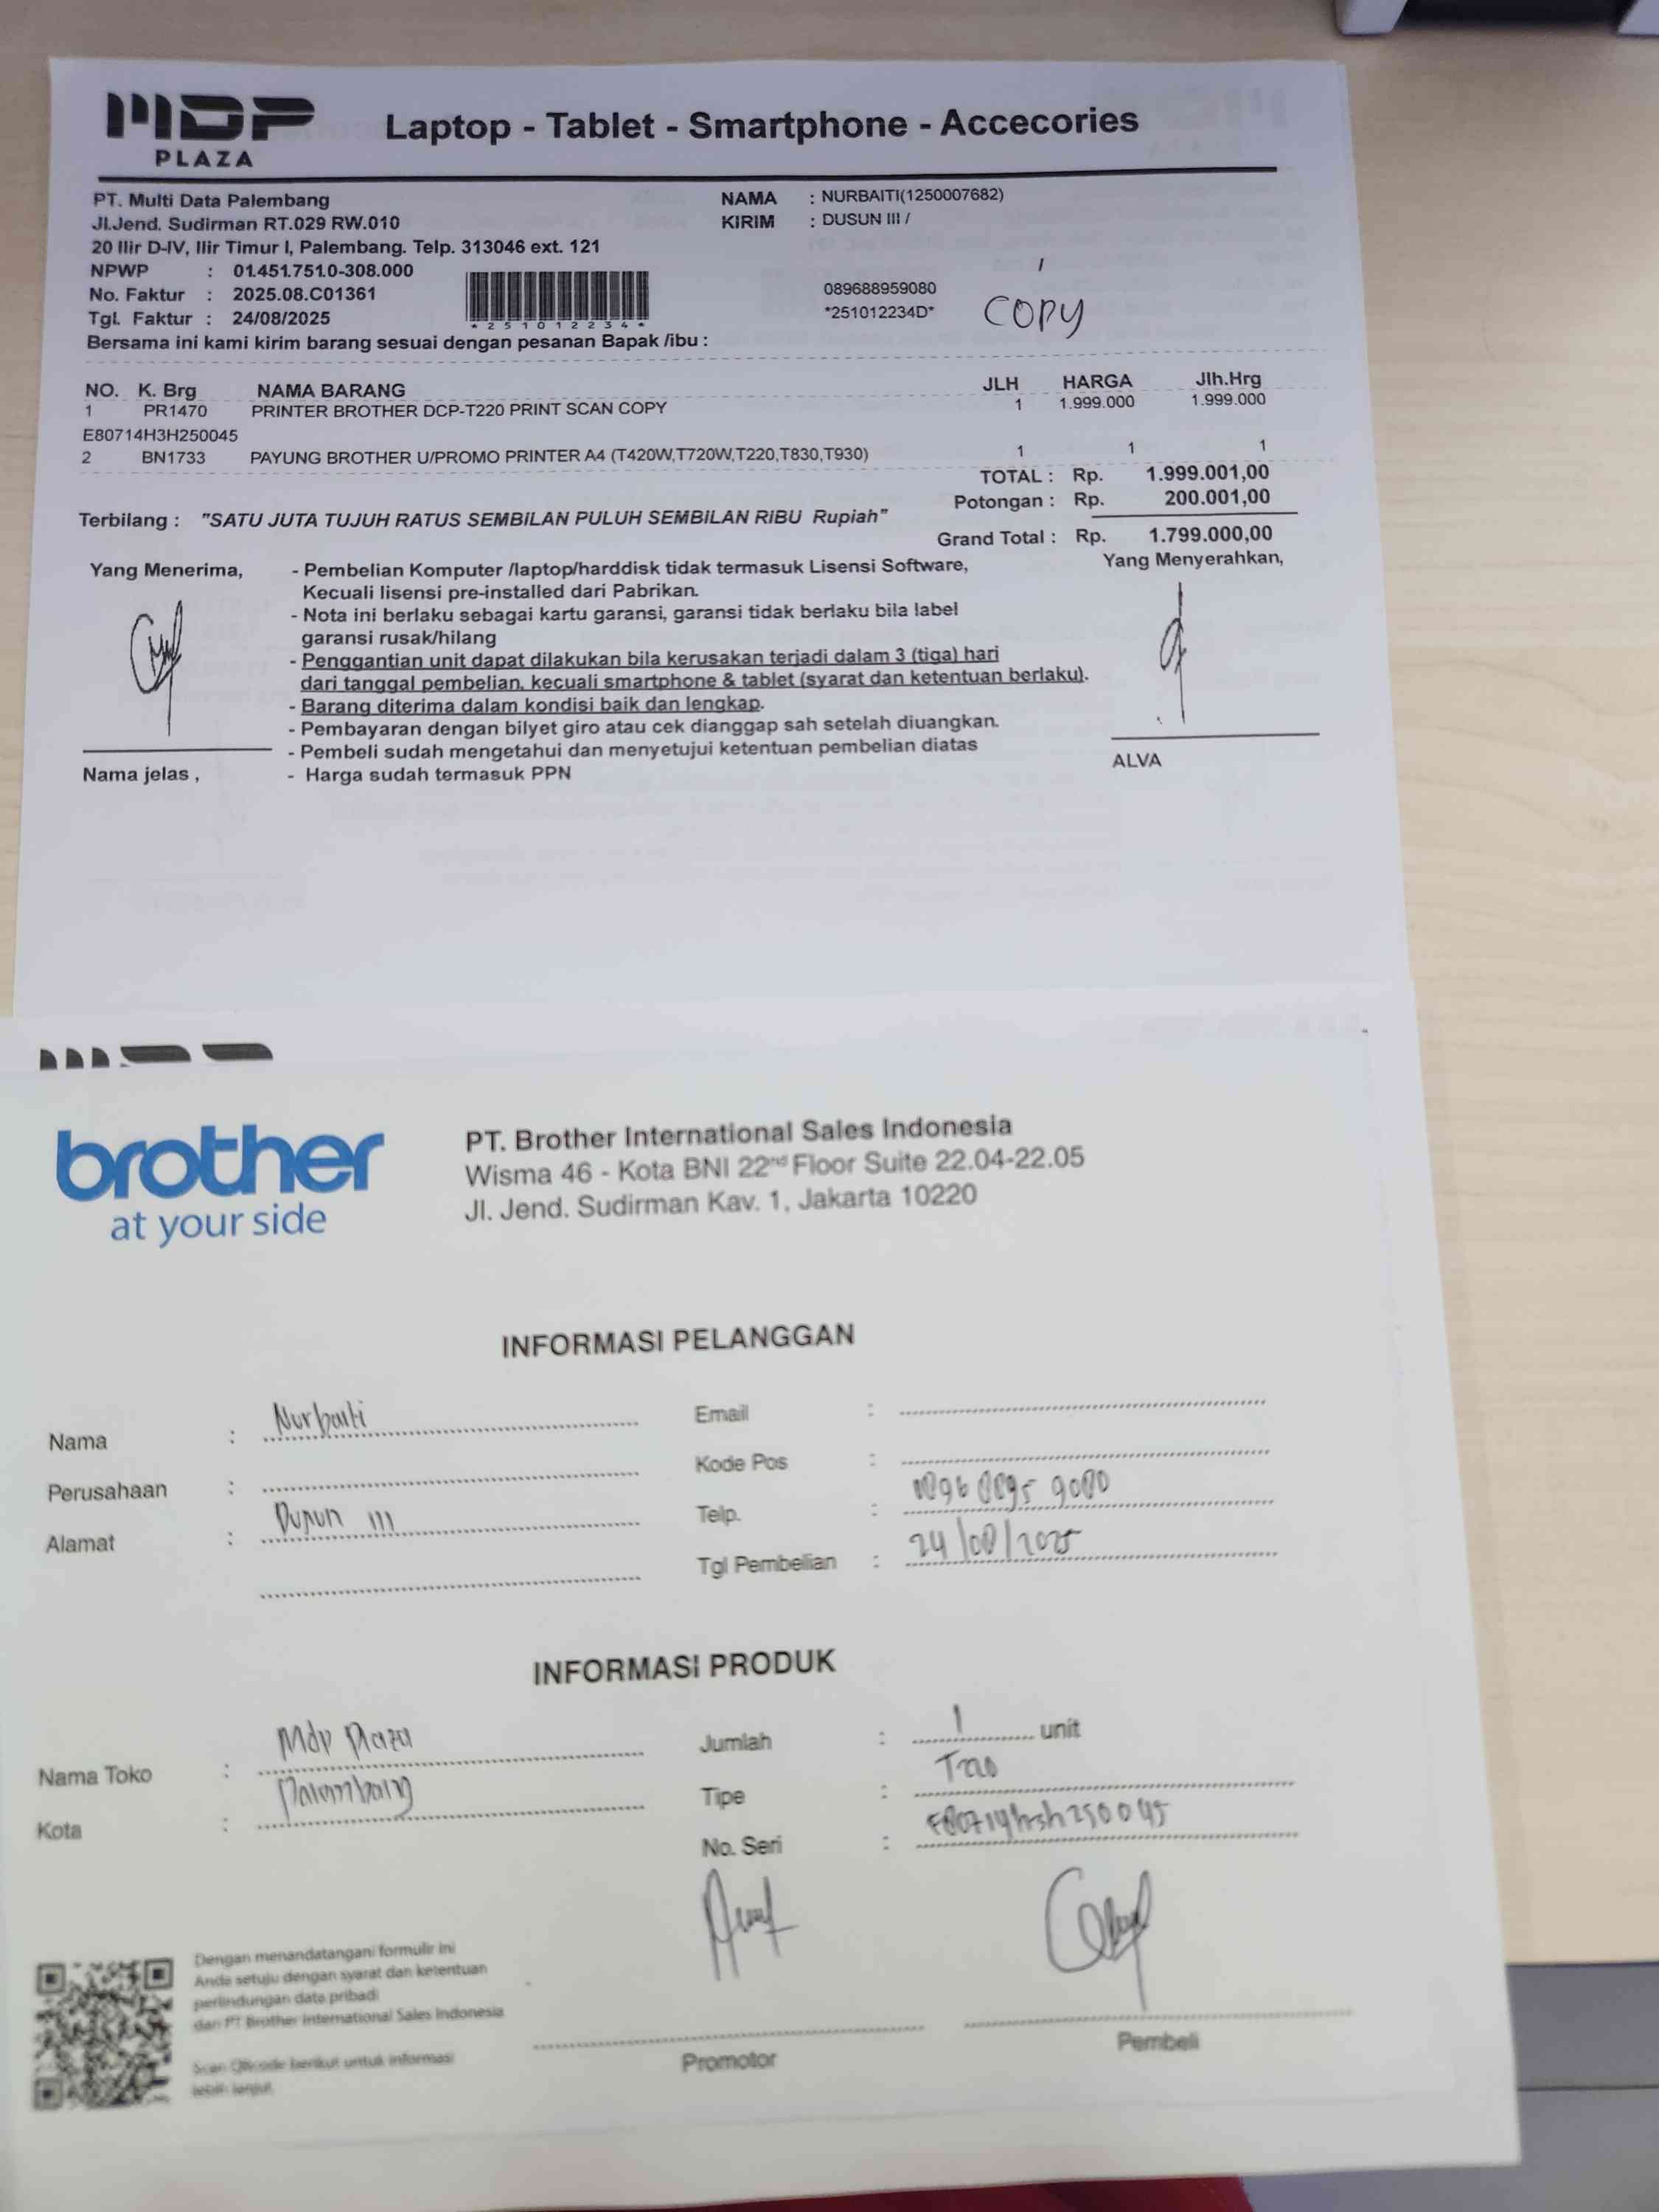 MDP
PLAZA
Laptop - Tablet - Smartphone - Accecories
PT. Multi Data Palembang
Jl.Jend. Sudirman RT.029 RW.010
20 Ilir D-IV, Ilir Timur I, Palembang. Telp. 313046 ext. 121
NPWP : 01.451.751.0-308.000
No. Faktur : 2025.08.C01361
Tgl. Faktur : 24/08/2025
*251012234*
NAMA : NURBAITI(1250007682)
KIRIM : DUSUN III /
/
089688959080
*251012234D*
COPY
Bersama ini kami kirim barang sesuai dengan pesanan Bapak /ibu :
NO. K. Brg NAMA BARANG JLH HARGA Jlh.Hrg
1 PR1470 PRINTER BROTHER DCP-T220 PRINT SCAN COPY 1 1.999.000 1.999.000
E80714H3H250045
2 BN1733 PAYUNG BROTHER U/PROMO PRINTER A4 (T420W,T720W,T220,T830,T930) 1 1 1
TOTAL : Rp. 1.999.001,00
Potongan : Rp. 200.001,00
Terbilang : "SATU JUTA TUJUH RATUS SEMBILAN PULUH SEMBILAN RIBU Rupiah"
Grand Total : Rp. 1.799.000,00
Yang Menerima,
- Pembelian Komputer /laptop/harddisk tidak termasuk Lisensi Software,
Kecuali lisensi pre-installed dari Pabrikan.
- Nota ini berlaku sebagai kartu garansi, garansi tidak berlaku bila label
garansi rusak/hilang
- Penggantian unit dapat dilakukan bila kerusakan terjadi dalam 3 (tiga) hari
dari tanggal pembelian, kecuali smartphone & tablet (syarat dan ketentuan berlaku).
- Barang diterima dalam kondisi baik dan lengkap.
- Pembayaran dengan bilyet giro atau cek dianggap sah setelah diuangkan.
- Pembeli sudah mengetahui dan menyetujui ketentuan pembelian diatas
- Harga sudah termasuk PPN
Nama jelas ,
Yang Menyerahkan,
ALVA
brother
at your side
PT. Brother International Sales Indonesia
Wisma 46 - Kota BNI 22nd Floor Suite 22.04-22.05
Jl. Jend. Sudirman Kav. 1, Jakarta 10220
INFORMASI PELANGGAN
Nama : Nurbaiti
Perusahaan :
Alamat : Dusun III
Email :
Kode Pos :
Telp. : 0896 8895 9080
Tgl Pembelian : 24/08/2025
INFORMASI PRODUK
Nama Toko : Mdp Plaza
Kota : Palembang
Jumlah : 1 unit
Tipe : T220
No. Seri : E80714h3h250045
Dengan menandatangani formulir ini
Anda setuju dengan syarat dan ketentuan
perlindungan data pribadi
dari PT Brother International Sales Indonesia
Scan QRcode berikut untuk informasi
lebih lanjut
Promotor
Pembeli